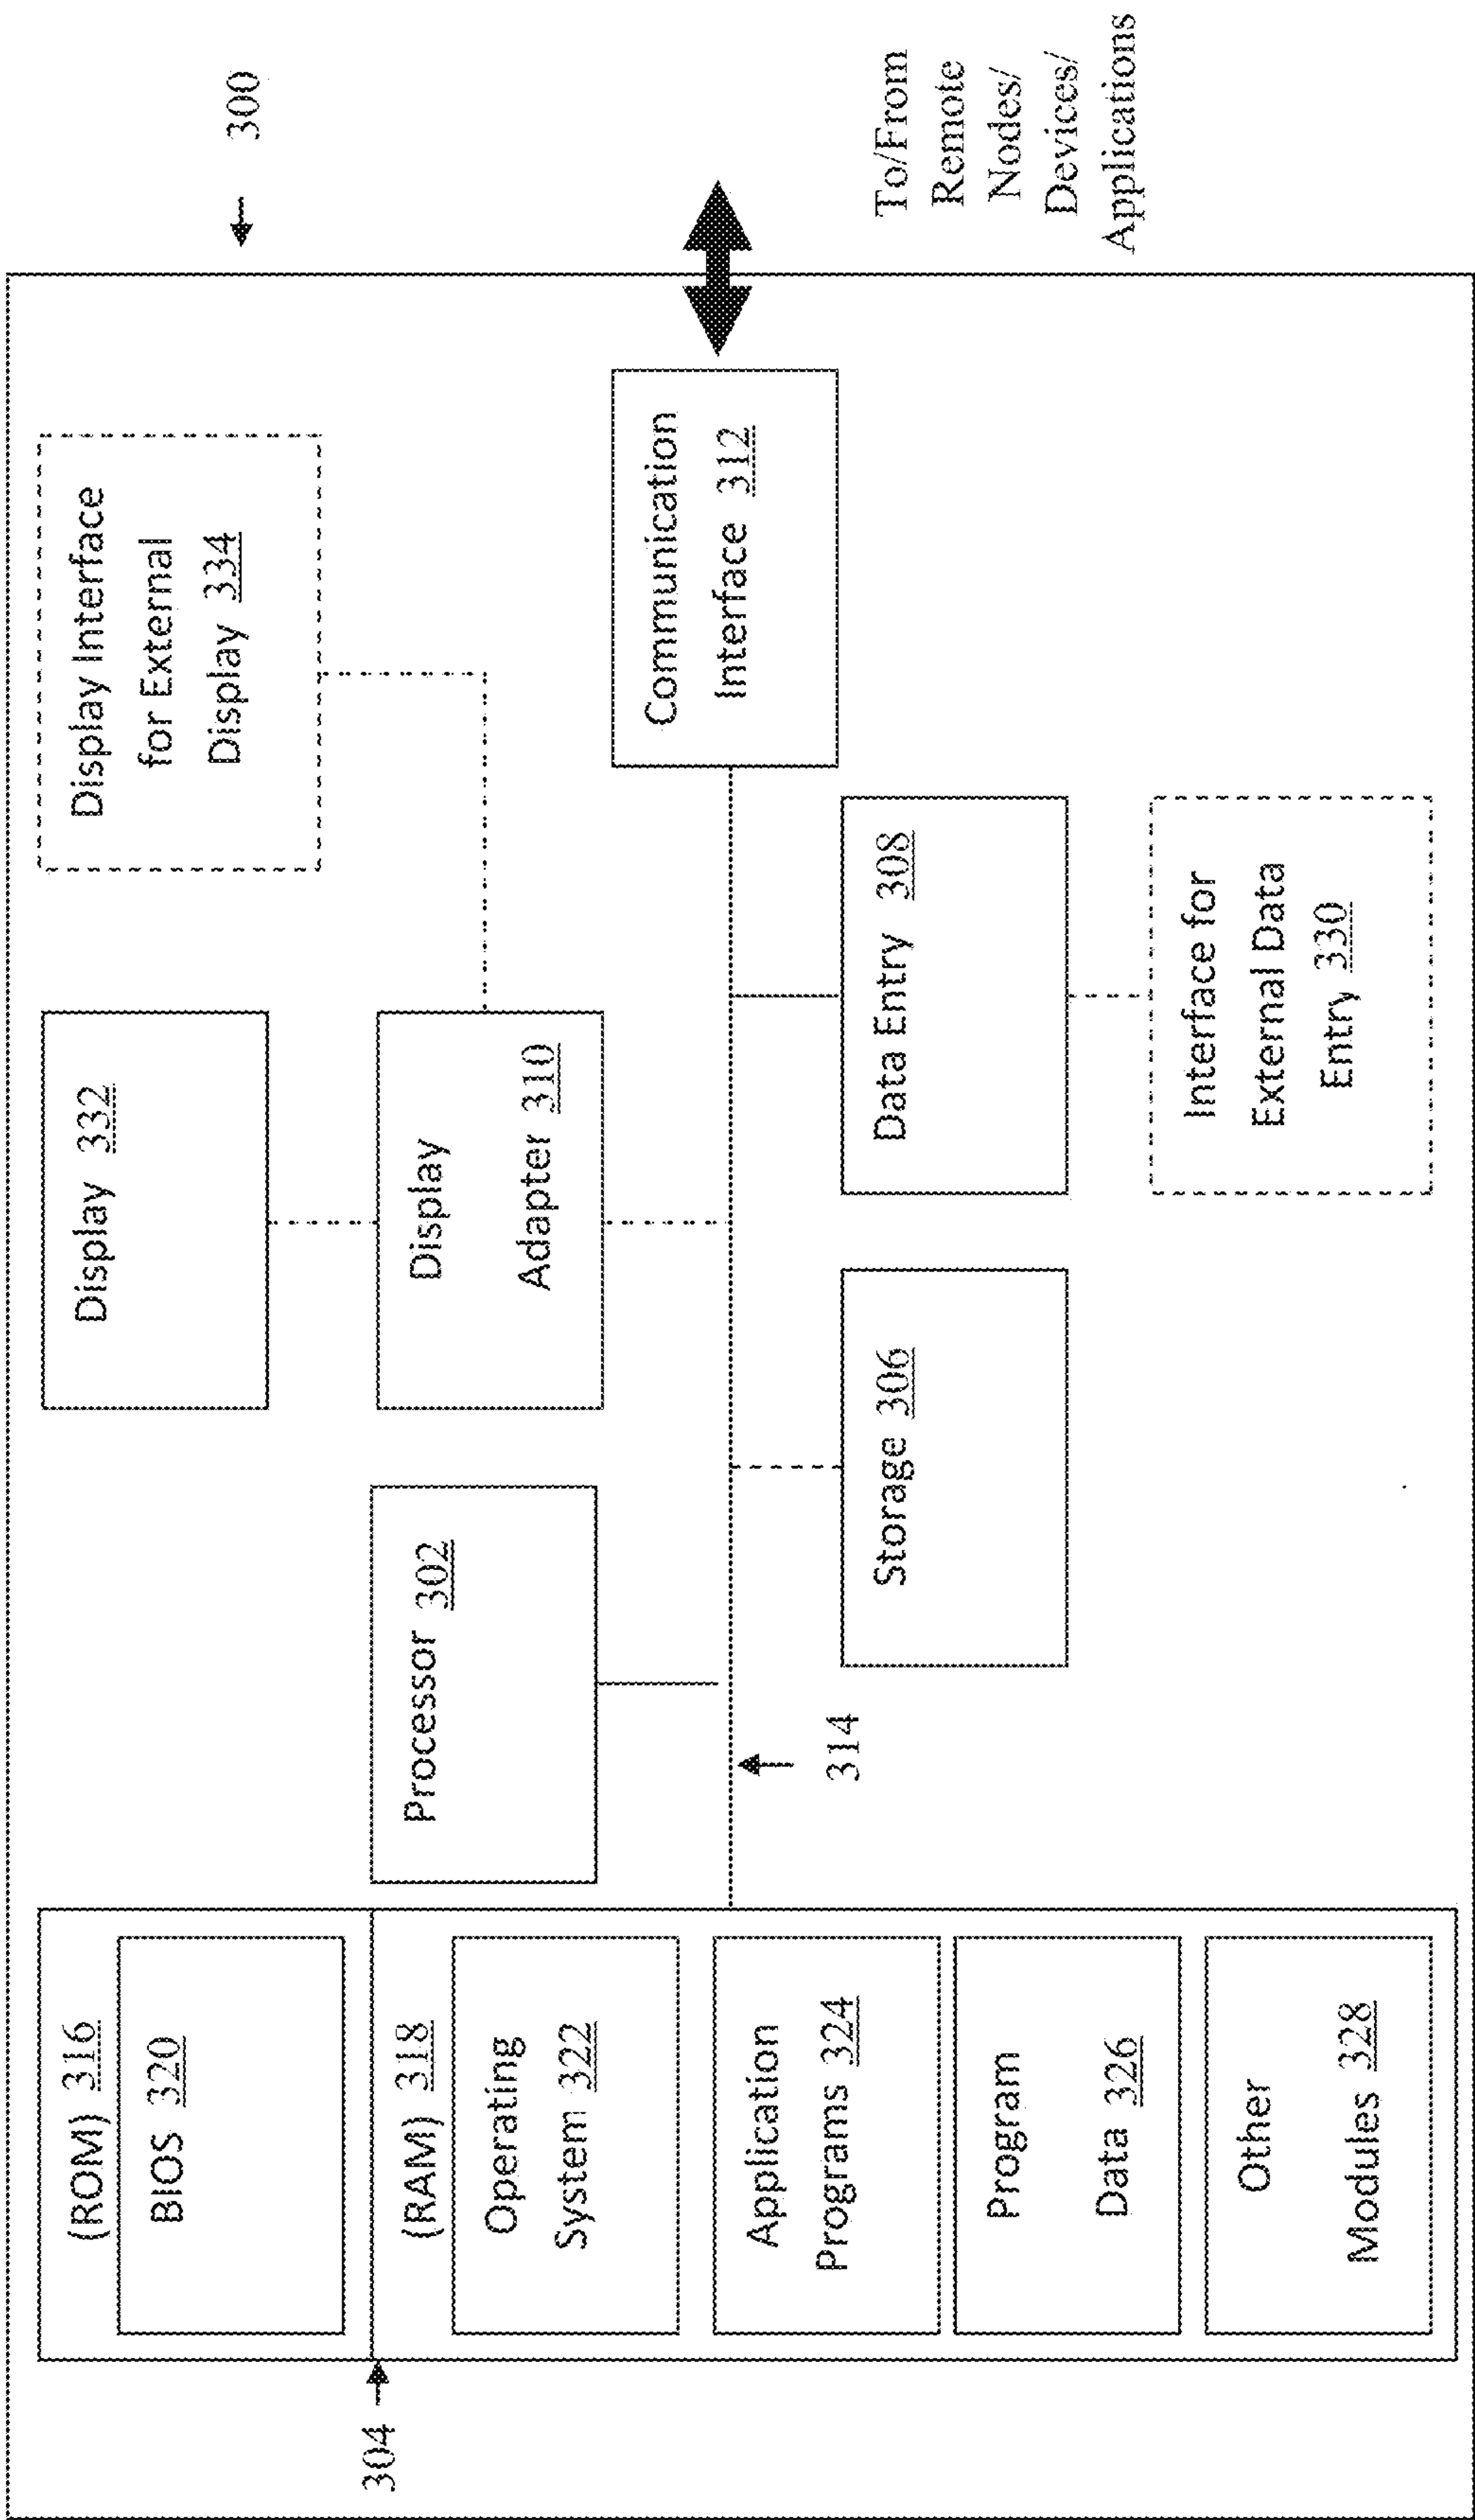 300
(ROM) 316
BIOS 320
304
(RAM) 318
Operating
System 322
Application
Programs 324
Program
Data 326
Other
Modules 328
Processor 302
314
Display 332
Display
Adapter 310
Storage 306
Display Interface
for External
Display 334
Data Entry 308
Interface for
External Data
Entry 330
Communication
Interface 312
To/From
Remote
Nodes/
Devices/
Applications